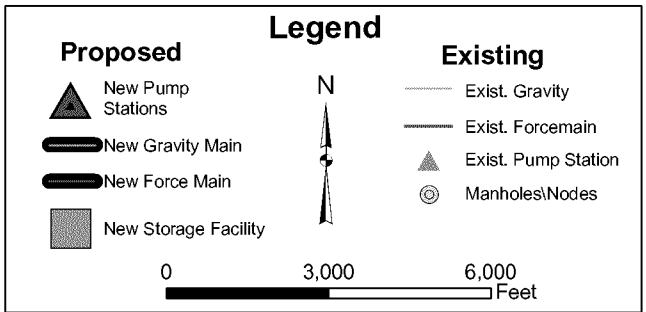 Legend
Proposed
New Pump
Stations
New Gravity Main
New Force Main
New Storage Facility
N
Existing
Exist. Gravity
Exist. Forcemain
Exist. Pump Station
Manholes\Nodes
0 3,000 6,000
Feet